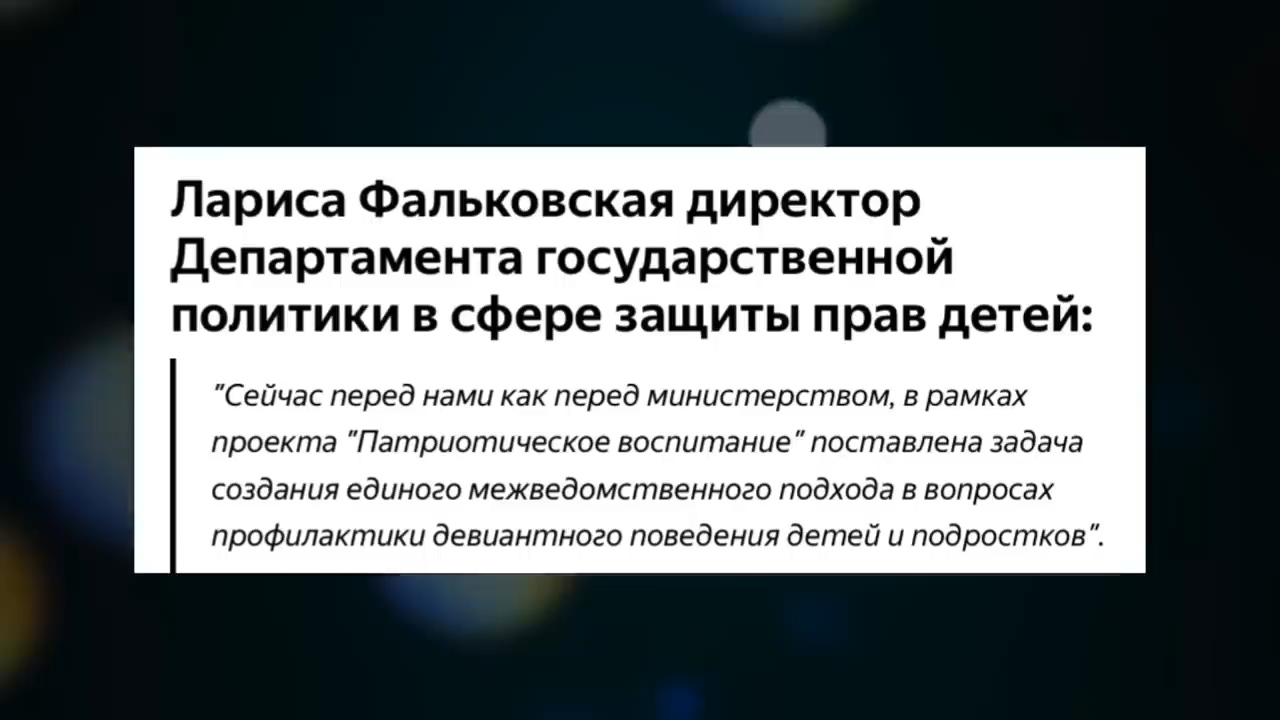 Лариса Фальковская директор
Департамента государственной
политики в сфере защиты прав детей:
"Сейчас перед нами как перед министерством, в рамках
проекта "Патриотическое воспитание" поставлена задача
создания единого межведомственного подхода в вопросах
профилактики девиантного поведения детей и подростков".